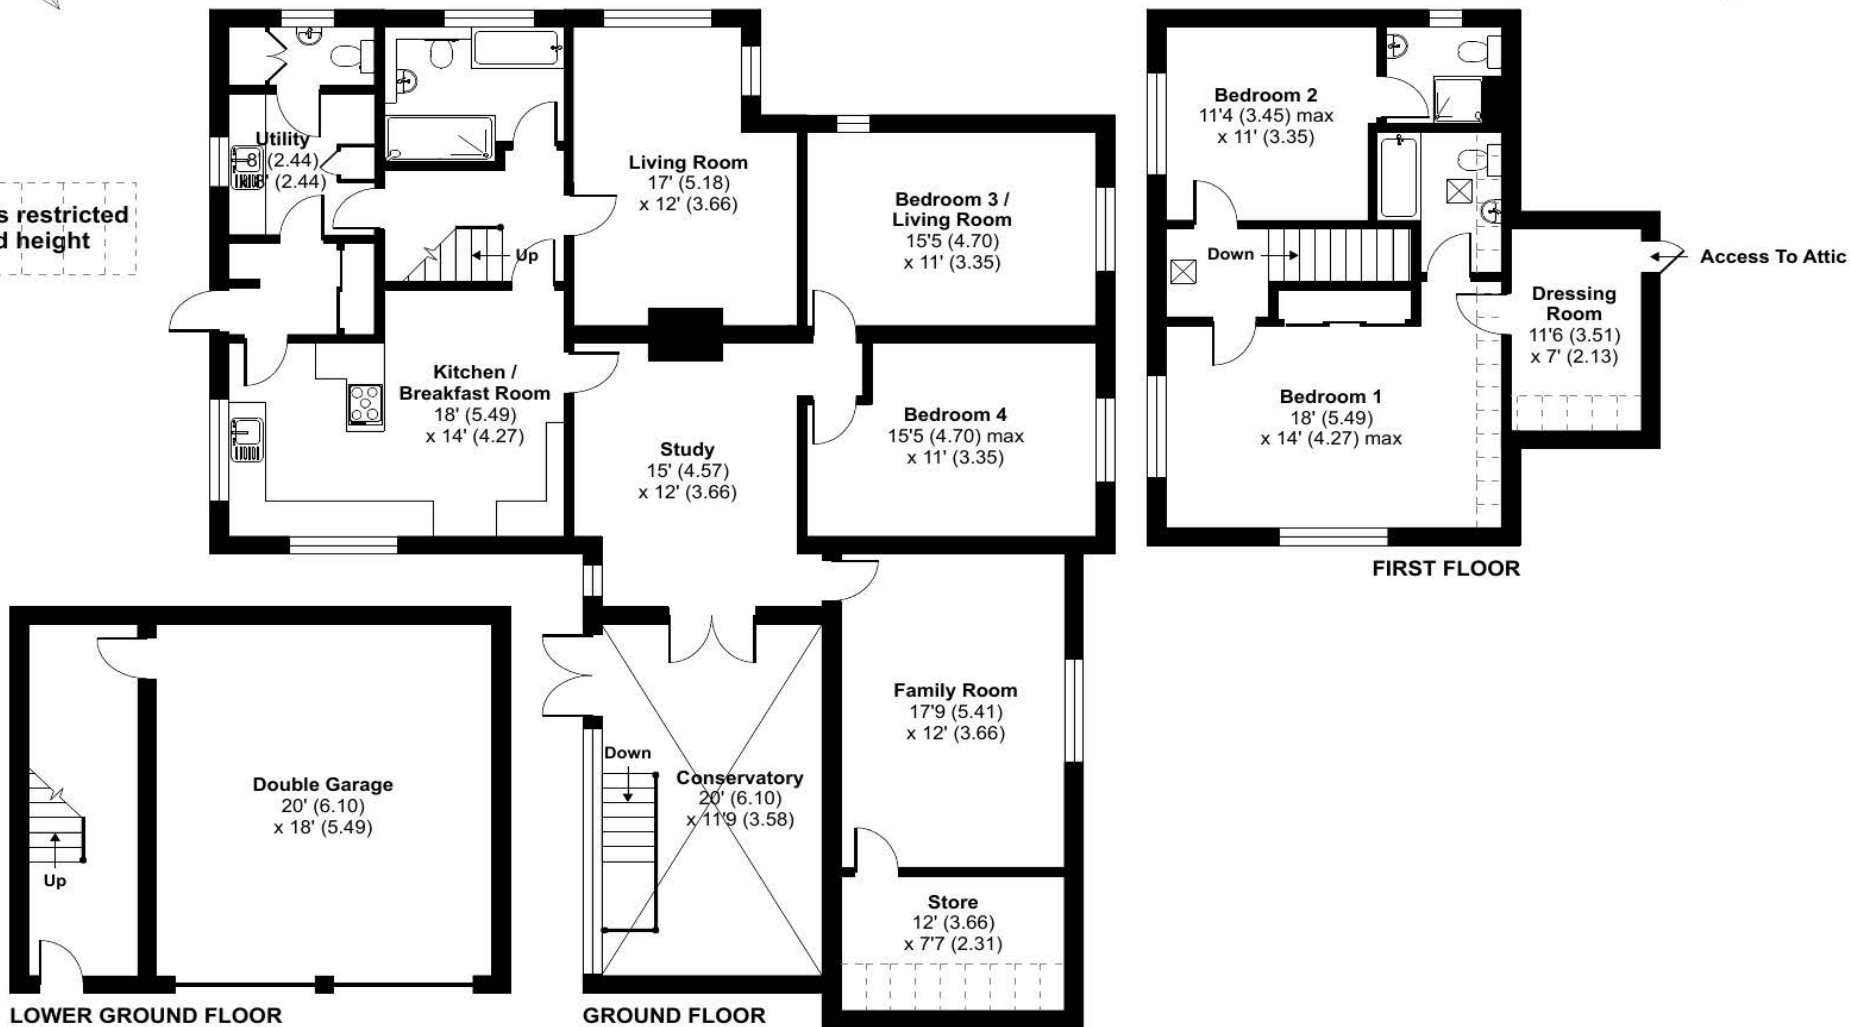 s restricted
d height
Utility
8' (2.44)
x 8' (2.44)
Living Room
17' (5.18)
x 12' (3.66)
Bedroom 3 /
Living Room
15'5 (4.70)
x 11' (3.35)
Up
Kitchen /
Breakfast Room
18' (5.49)
x 14' (4.27)
Study
15' (4.57)
x 12' (3.66)
Bedroom 4
15'5 (4.70) max
x 11' (3.35)
Family Room
17'9 (5.41)
x 12' (3.66)
Down
Conservatory
20' (6.10)
x 11'9 (3.58)
Store
12' (3.66)
x 7'7 (2.31)
GROUND FLOOR
Double Garage
20' (6.10)
x 18' (5.49)
Up
LOWER GROUND FLOOR
Bedroom 2
11'4 (3.45) max
x 11' (3.35)
Down
Access To Attic
Dressing
Room
11'6 (3.51)
x 7' (2.13)
Bedroom 1
18' (5.49)
x 14' (4.27) max
FIRST FLOOR